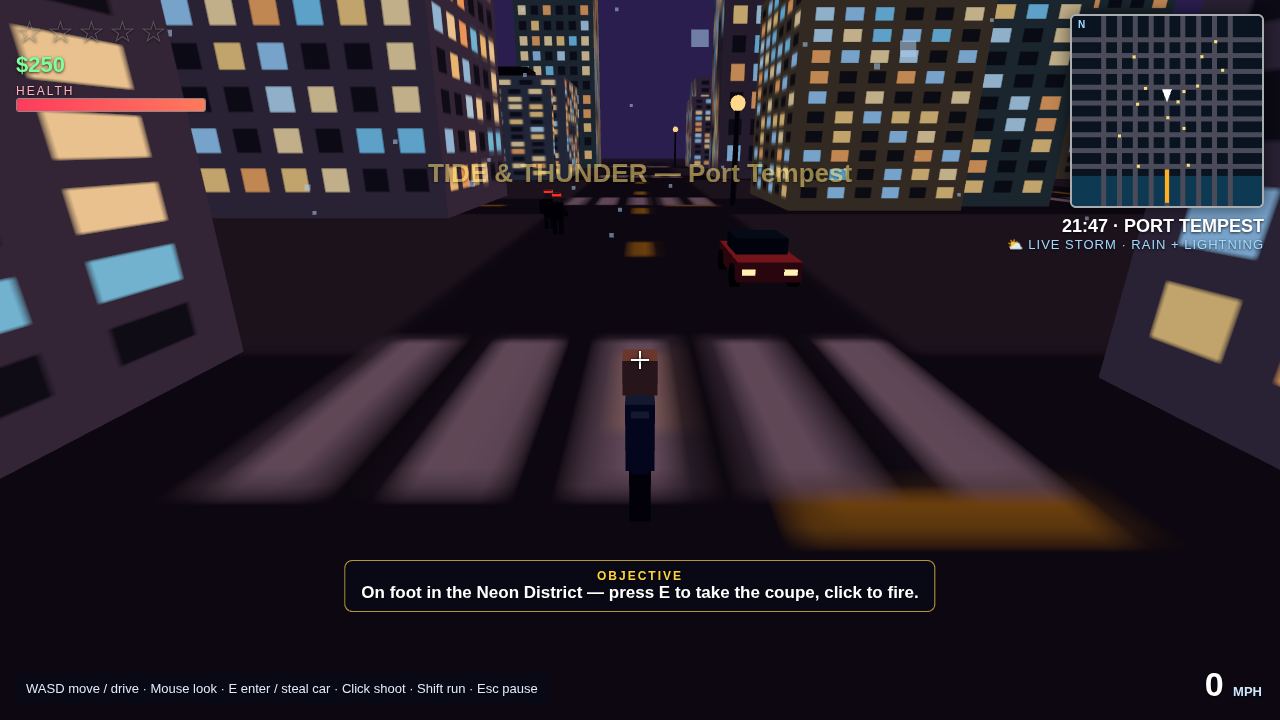 ☆ ☆ ☆ ☆ ☆
$250
HEALTH
TIDE & THUNDER — Port Tempest
N
21:47 · PORT TEMPEST
⛅ LIVE STORM · RAIN + LIGHTNING
OBJECTIVE
On foot in the Neon District — press E to take the coupe, click to fire.
WASD move / drive · Mouse look · E enter / steal car · Click shoot · Shift run · Esc pause
0 MPH